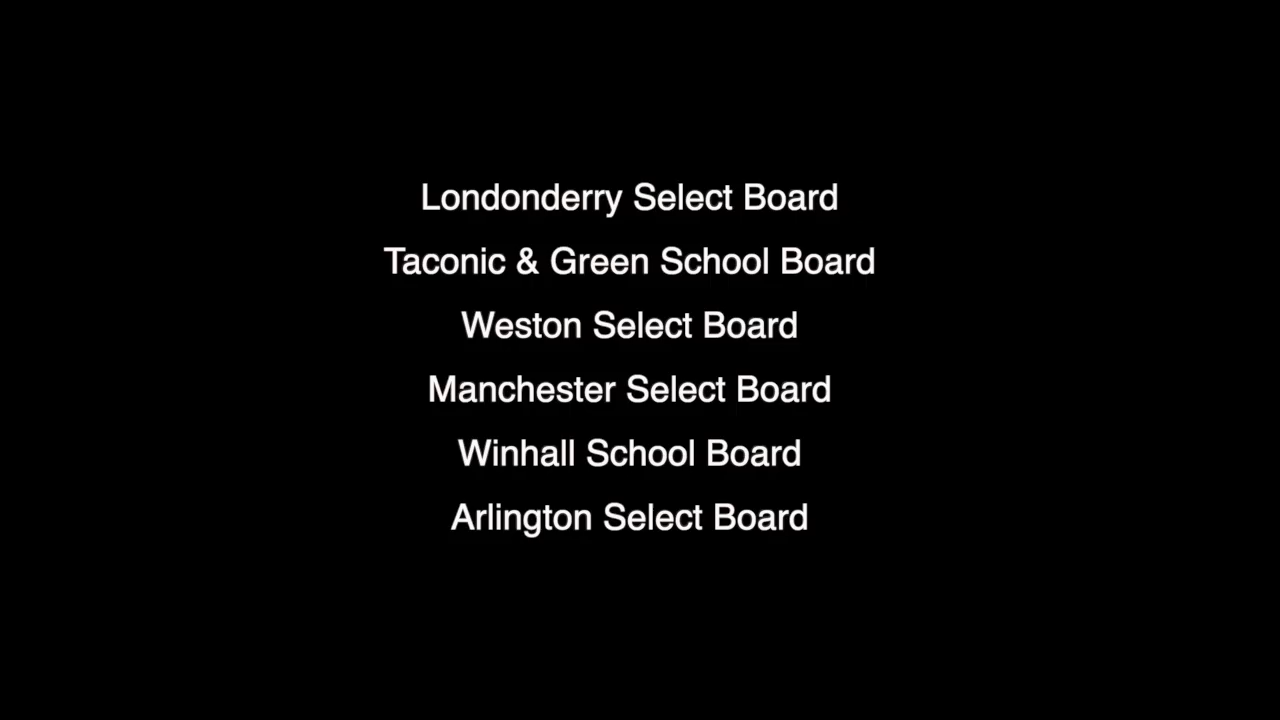 Londonderry Select Board
Taconic & Green School Board
Weston Select Board
Manchester Select Board
Winhall School Board
Arlington Select Board